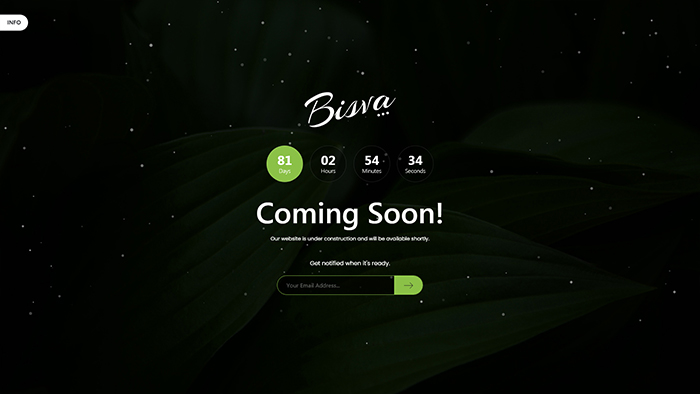 INFO
Bisva
81 02 54 34
Days Hours Minutes Seconds
Coming Soon!
Our website is under construction and will be available shortly.
Get notified when it's ready.
Your Email Address...